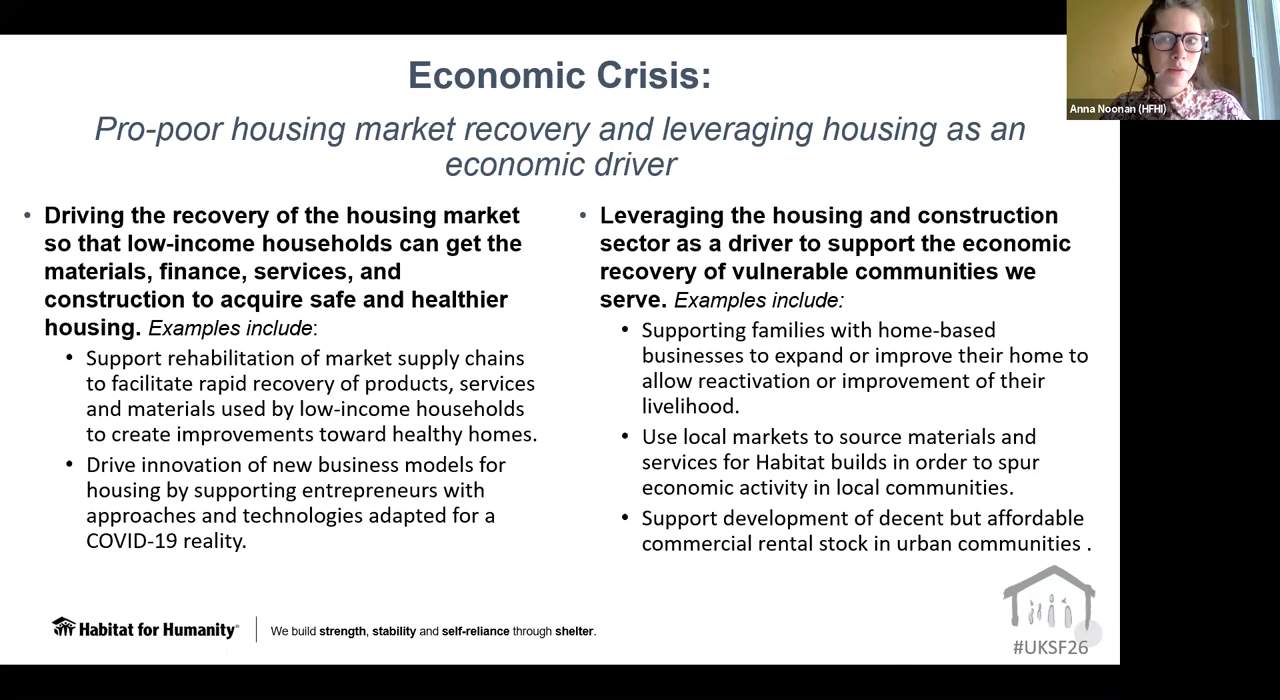 Economic Crisis:
Pro-poor housing market recovery and leveraging housing as an
economic driver
Anna Noonan (HFHI)
• Driving the recovery of the housing market
so that low-income households can get the
materials, finance, services, and
construction to acquire safe and healthier
housing. Examples include:
• Support rehabilitation of market supply chains
to facilitate rapid recovery of products, services
and materials used by low-income households
to create improvements toward healthy homes.
• Drive innovation of new business models for
housing by supporting entrepreneurs with
approaches and technologies adapted for a
COVID-19 reality.
• Leveraging the housing and construction
sector as a driver to support the economic
recovery of vulnerable communities we
serve. Examples include:
• Supporting families with home-based
businesses to expand or improve their home to
allow reactivation or improvement of their
livelihood.
• Use local markets to source materials and
services for Habitat builds in order to spur
economic activity in local communities.
• Support development of decent but affordable
commercial rental stock in urban communities .
Habitat for Humanity®
We build strength, stability and self-reliance through shelter.
#UKSF26